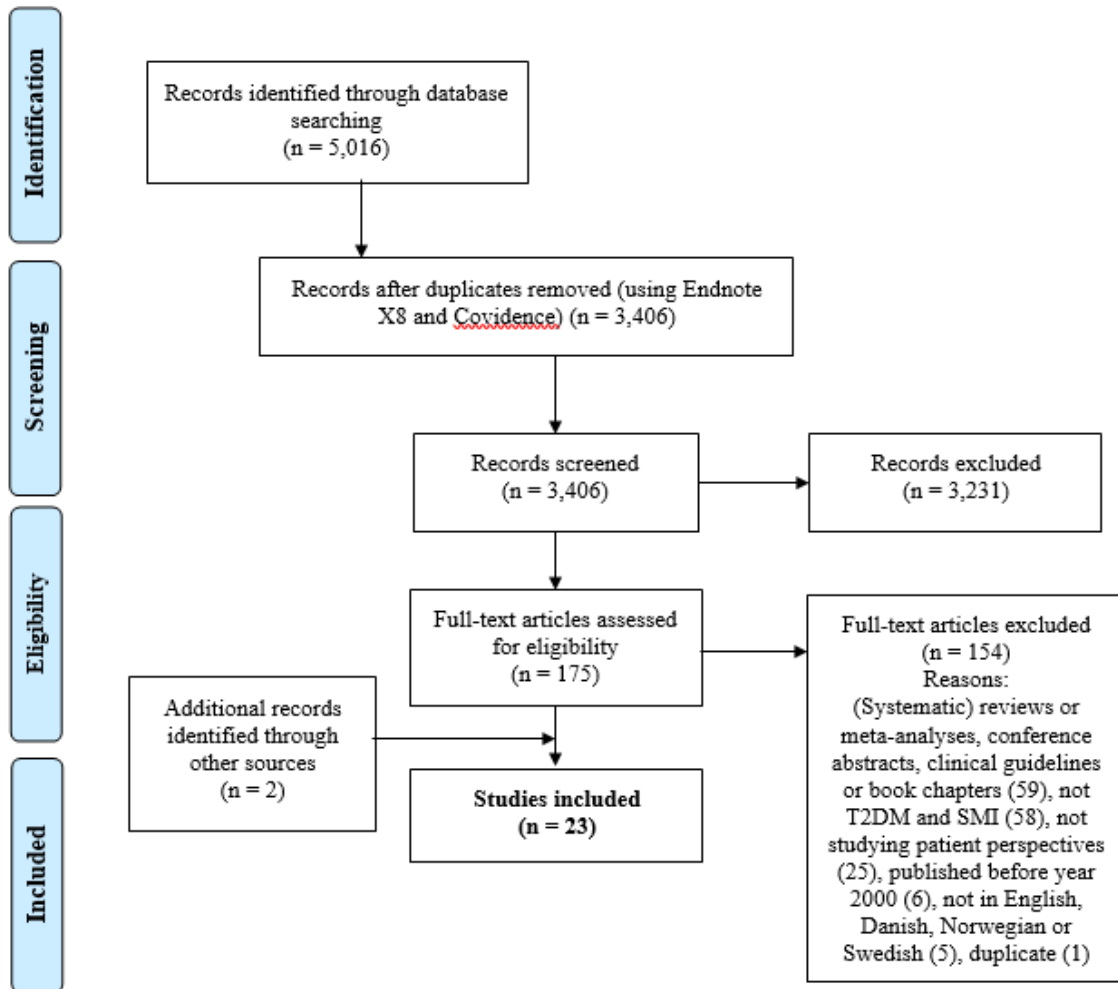 Identification
Records identified through database
searching
(n = 5,016)
Screening
Records after duplicates removed (using Endnote
X8 and Covidence) (n = 3,406)
Records screened
(n = 3,406)
Records excluded
(n = 3,231)
Eligibility
Full-text articles assessed
for eligibility
(n = 175)
Full-text articles excluded
(n = 154)
Reasons:
(Systematic) reviews or
meta-analyses, conference
abstracts, clinical guidelines
or book chapters (59), not
T2DM and SMI (58), not
studying patient perspectives
(25), published before year
2000 (6), not in English,
Danish, Norwegian or
Swedish (5), duplicate (1)
Additional records
identified through
other sources
(n = 2)
Included
Studies included
(n = 23)